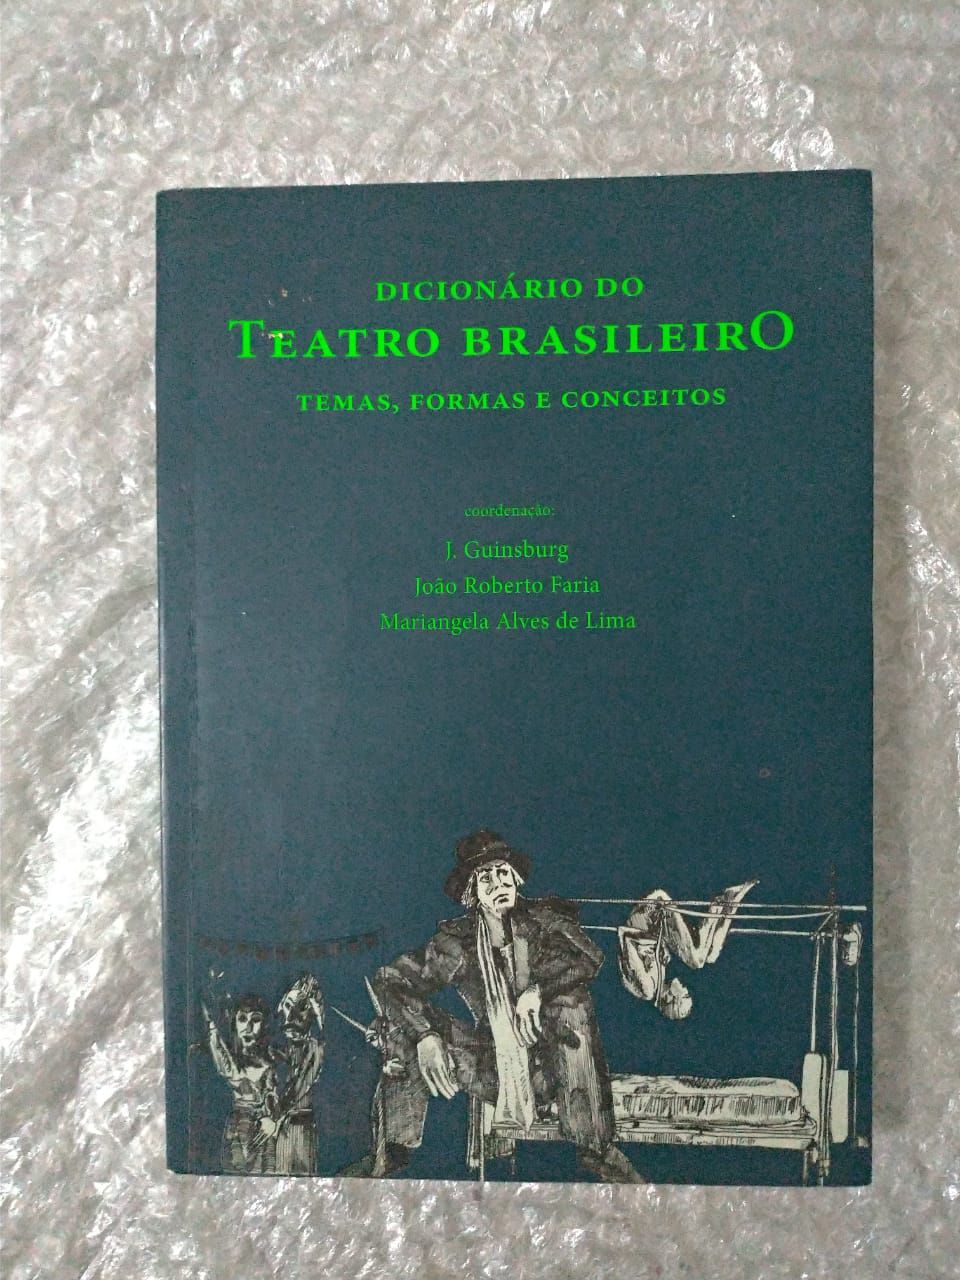 DICIONÁRIO DO
TEATRO BRASILEIRO
TEMAS, FORMAS E CONCEITOS
coordenação:
J. Guinsburg
João Roberto Faria
Mariangela Alves de Lima